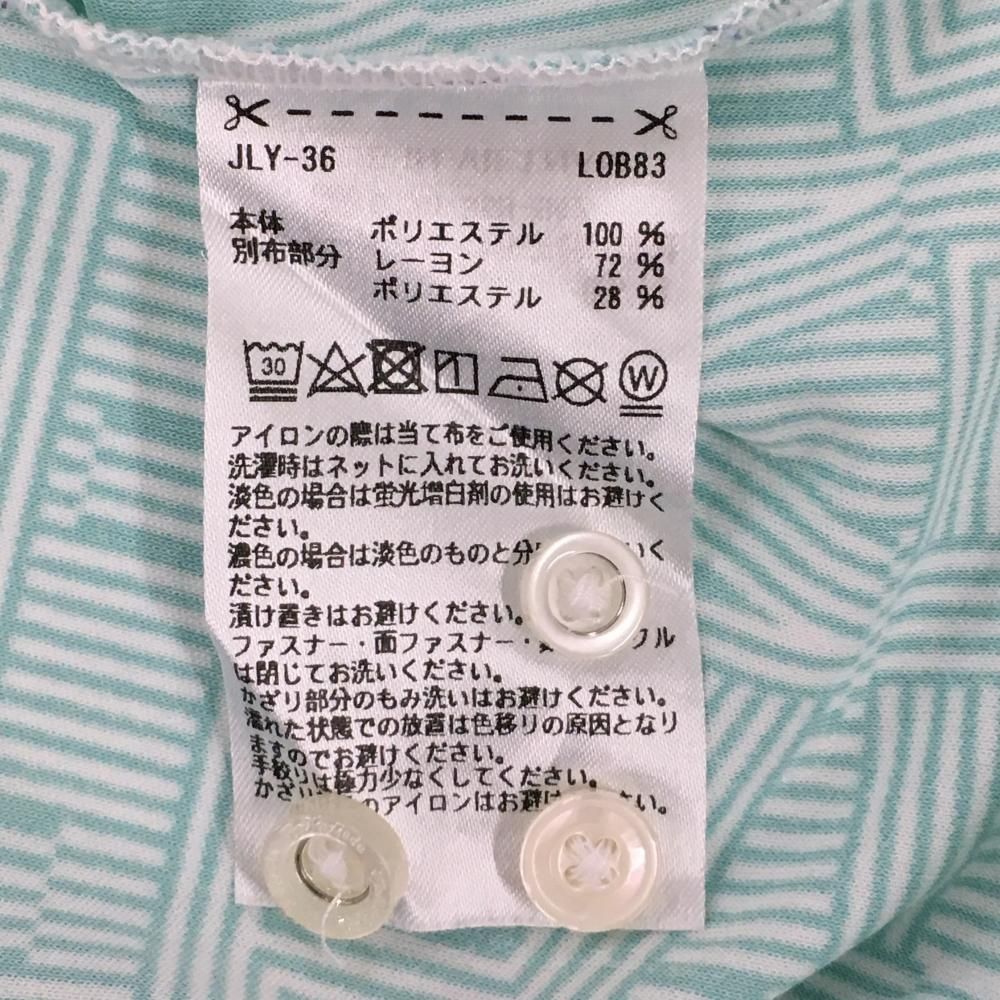 JLY-36 LOB83
本体 ポリエステル 100 %
別布部分 レーヨン 72 %
ポリエステル 28 %
30
W
アイロンの際は当て布をご使用ください。
洗濯時はネットに入れてお洗いください。
淡色の場合は蛍光増白剤の使用はお避けく
ださい。
濃色の場合は淡色のものと分 いく
ださい。
漬け置きはお避けください。
ファスナー・面ファスナー・ フル
は閉じてお洗いください。
かざり部分のもみ洗いはお避けください。
濡れた状態での放置は色移りの原因となり
ますのでお避けください。
手絞りは極力少なくしてください。
かざり のアイロンはお避け さい。